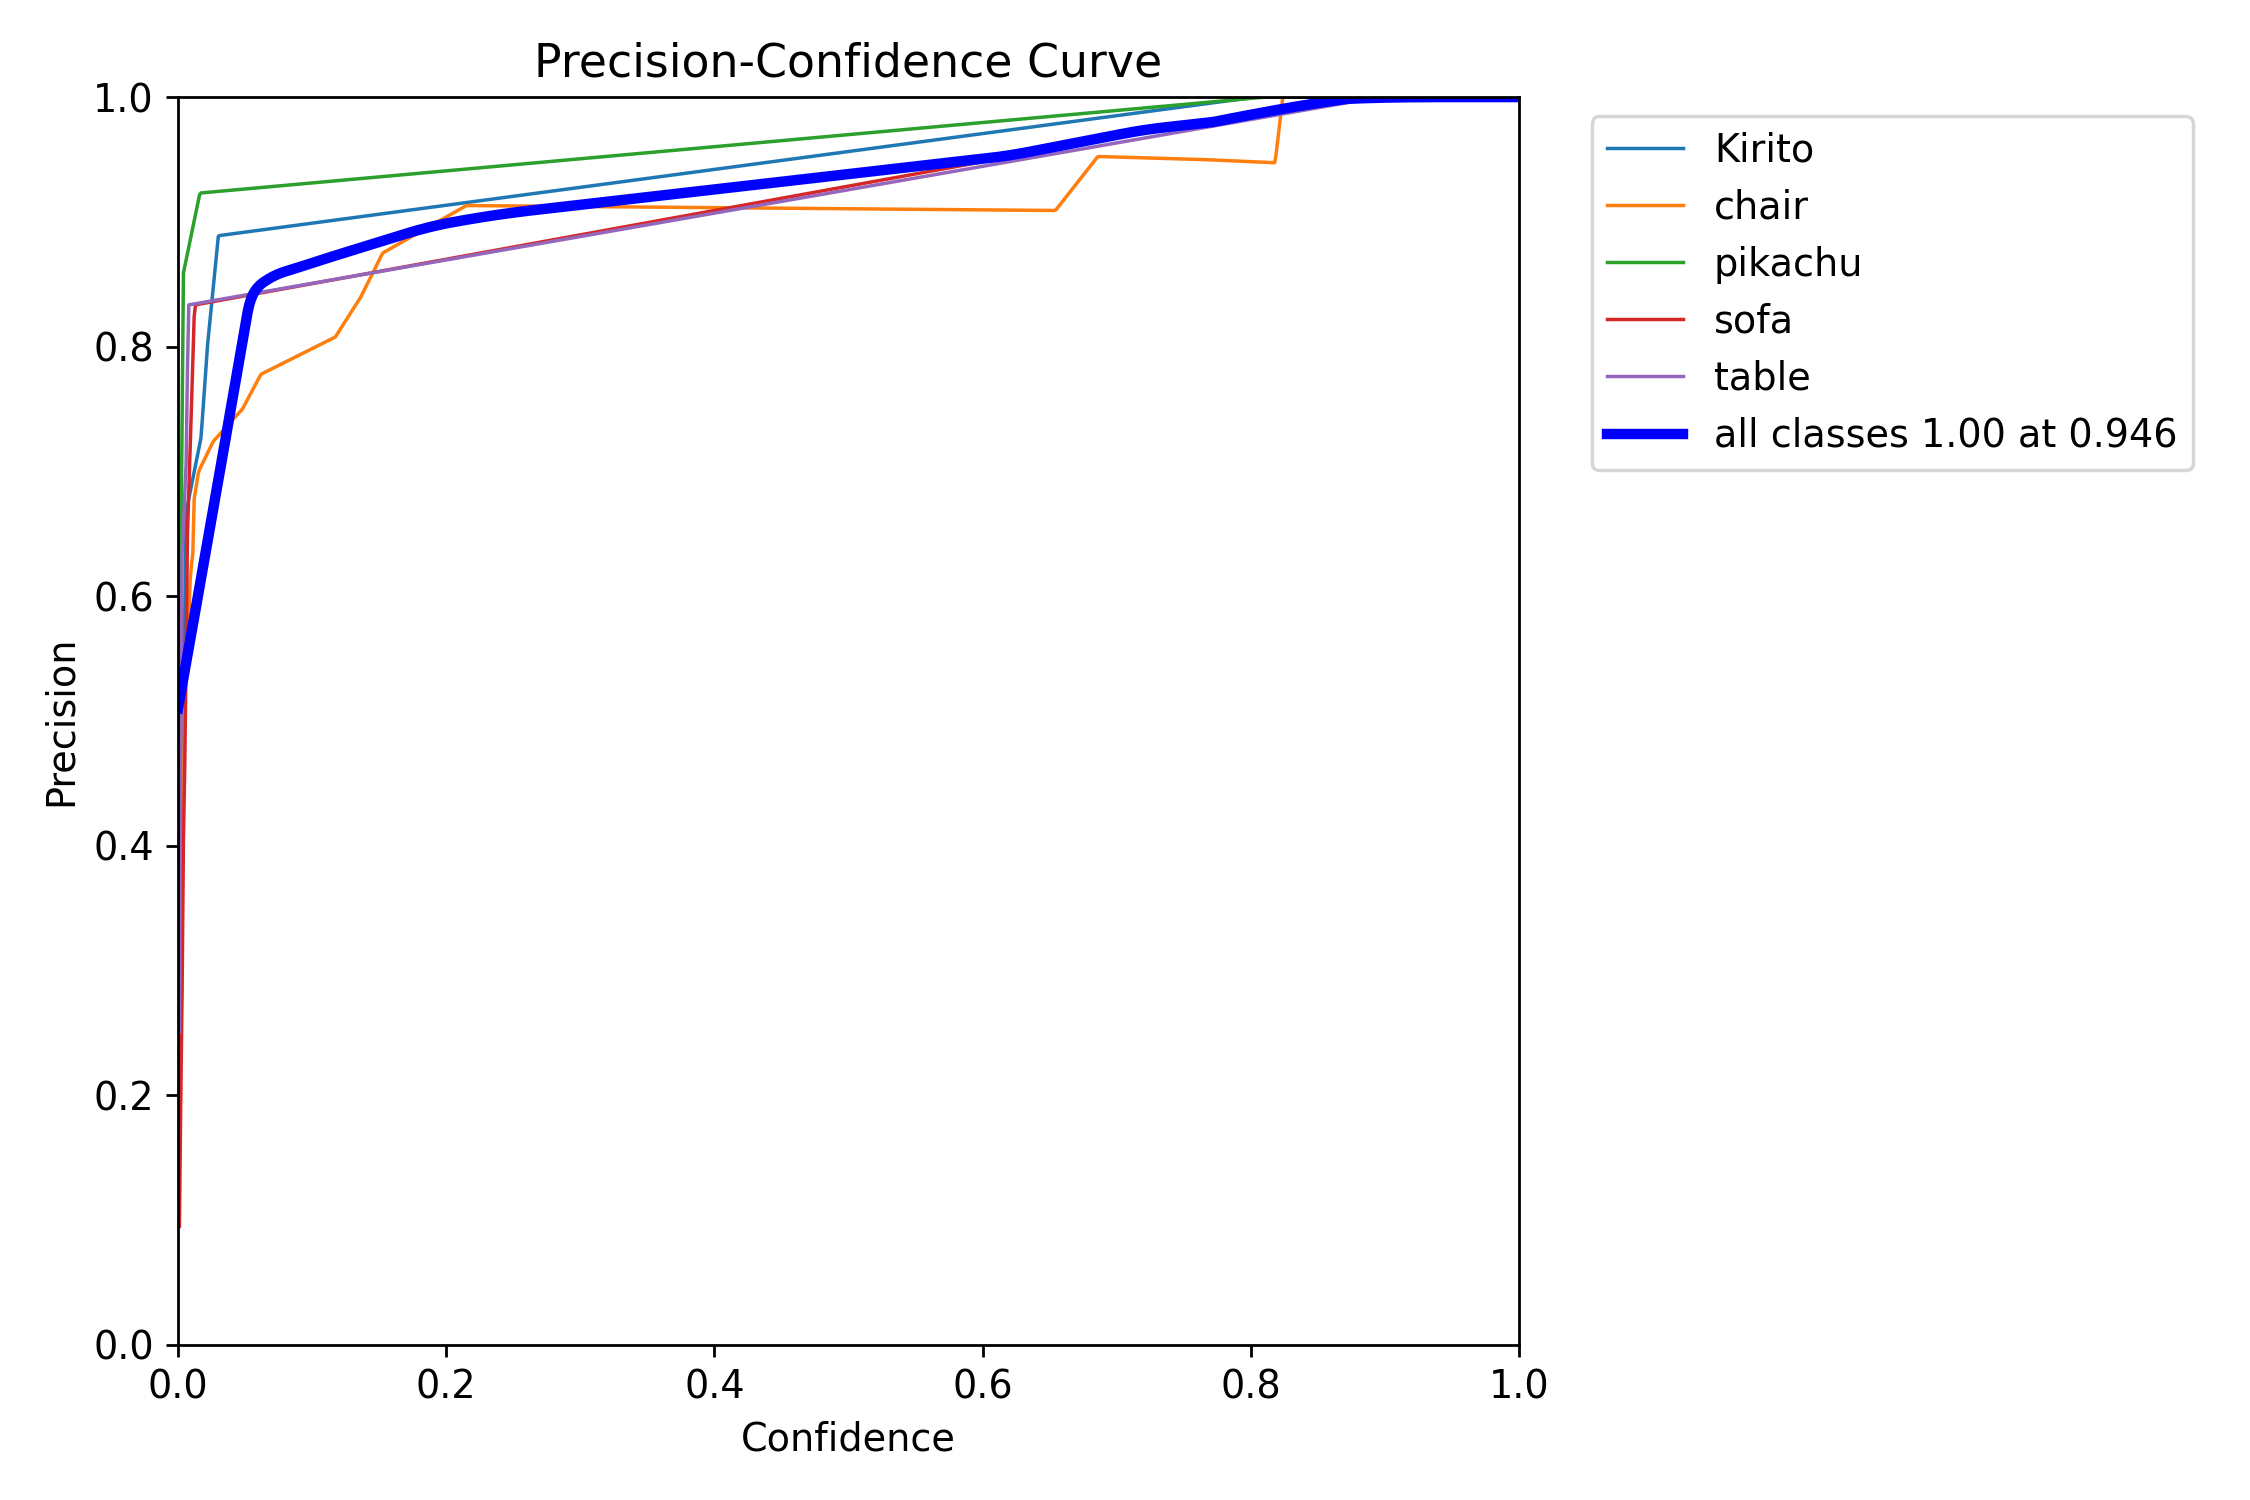 Precision-Confidence Curve
1.0
0.8
0.6
0.4
0.2
0.0
Precision
0.0 0.2 0.4 0.6 0.8 1.0
Confidence
Kirito
chair
pikachu
sofa
table
all classes 1.00 at 0.946